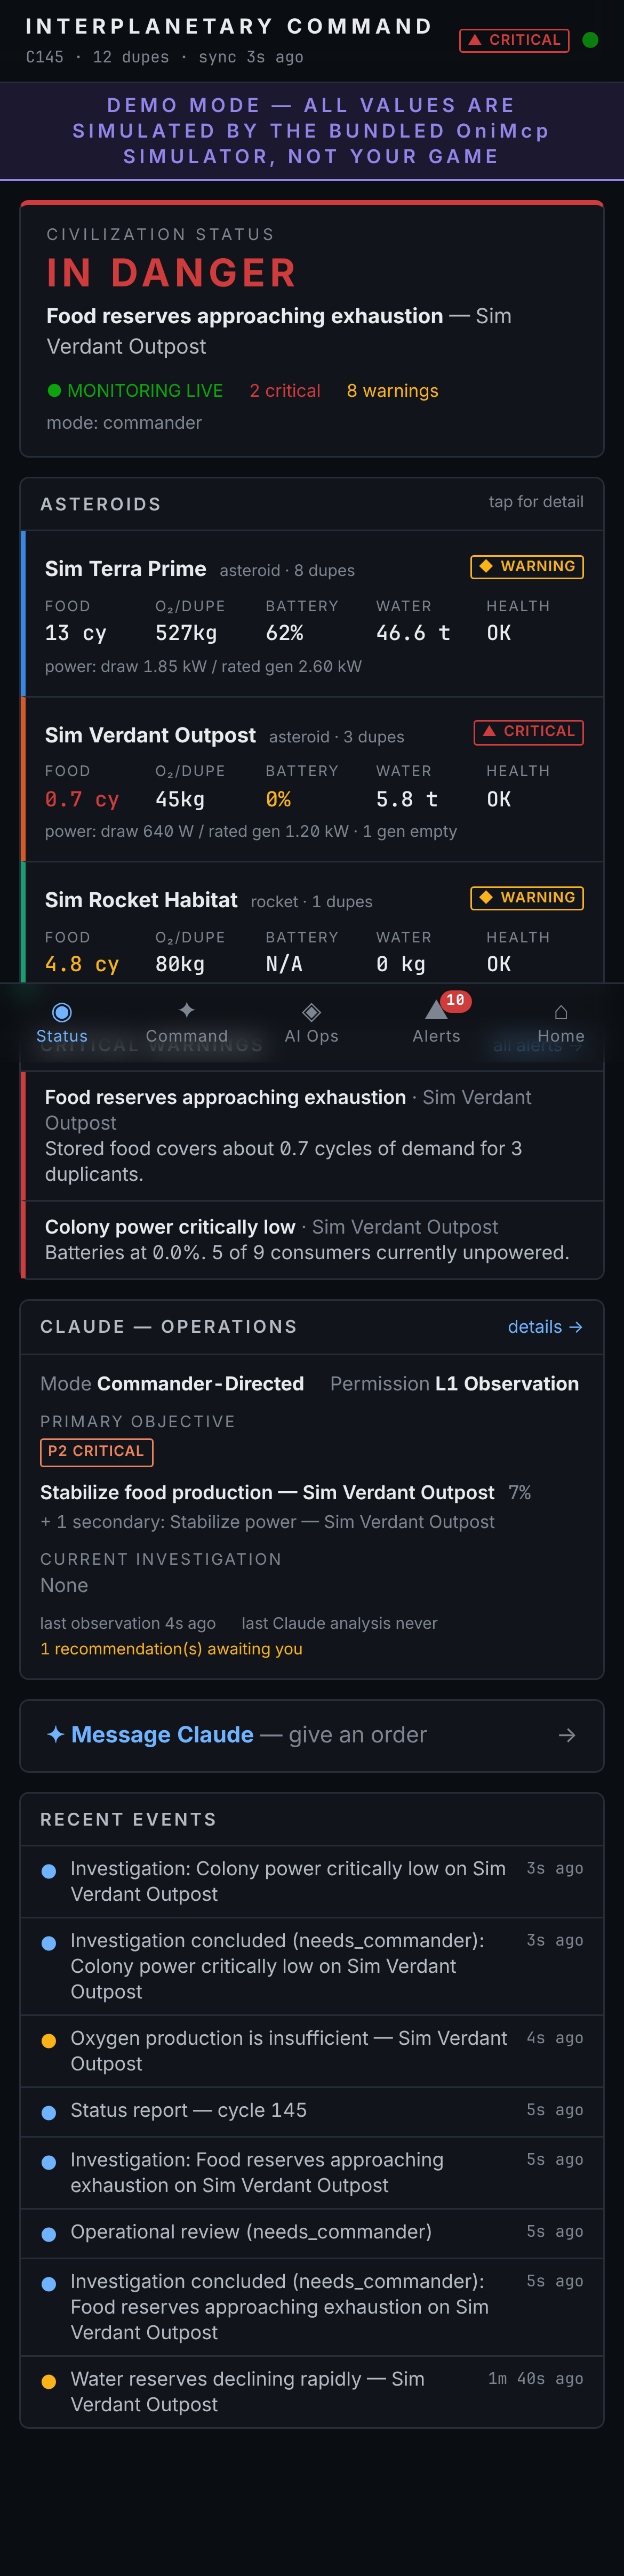 INTERPLANETARY COMMAND
▲ CRITICAL
C145 · 12 dupes · sync 3s ago
DEMO MODE — ALL VALUES ARE
SIMULATED BY THE BUNDLED OniMcp
SIMULATOR, NOT YOUR GAME
CIVILIZATION STATUS
IN DANGER
Food reserves approaching exhaustion — Sim
Verdant Outpost
● MONITORING LIVE 2 critical 8 warnings
mode: commander
ASTEROIDS tap for detail
Sim Terra Prime asteroid · 8 dupes ◆ WARNING
FOOD O₂/DUPE BATTERY WATER HEALTH
13 cy 527kg 62% 46.6 t OK
power: draw 1.85 kW / rated gen 2.60 kW
Sim Verdant Outpost asteroid · 3 dupes ▲ CRITICAL
FOOD O₂/DUPE BATTERY WATER HEALTH
0.7 cy 45kg 0% 5.8 t OK
power: draw 640 W / rated gen 1.20 kW · 1 gen empty
Sim Rocket Habitat rocket · 1 dupes ◆ WARNING
FOOD O₂/DUPE BATTERY WATER HEALTH
4.8 cy 80kg N/A 0 kg OK
10
Status Command AI Ops Alerts Home
CRITICAL WARNINGS all alerts →
Food reserves approaching exhaustion · Sim Verdant
Outpost
Stored food covers about 0.7 cycles of demand for 3
duplicants.
Colony power critically low · Sim Verdant Outpost
Batteries at 0.0%. 5 of 9 consumers currently unpowered.
CLAUDE — OPERATIONS details →
Mode Commander-Directed Permission L1 Observation
PRIMARY OBJECTIVE
P2 CRITICAL
Stabilize food production — Sim Verdant Outpost 7%
+ 1 secondary: Stabilize power — Sim Verdant Outpost
CURRENT INVESTIGATION
None
last observation 4s ago last Claude analysis never
1 recommendation(s) awaiting you
✦ Message Claude — give an order →
RECENT EVENTS
Investigation: Colony power critically low on Sim 3s ago
Verdant Outpost
Investigation concluded (needs_commander): 3s ago
Colony power critically low on Sim Verdant
Outpost
Oxygen production is insufficient — Sim Verdant 4s ago
Outpost
Status report — cycle 145 5s ago
Investigation: Food reserves approaching 5s ago
exhaustion on Sim Verdant Outpost
Operational review (needs_commander) 5s ago
Investigation concluded (needs_commander): 5s ago
Food reserves approaching exhaustion on Sim
Verdant Outpost
Water reserves declining rapidly — Sim 1m 40s ago
Verdant Outpost